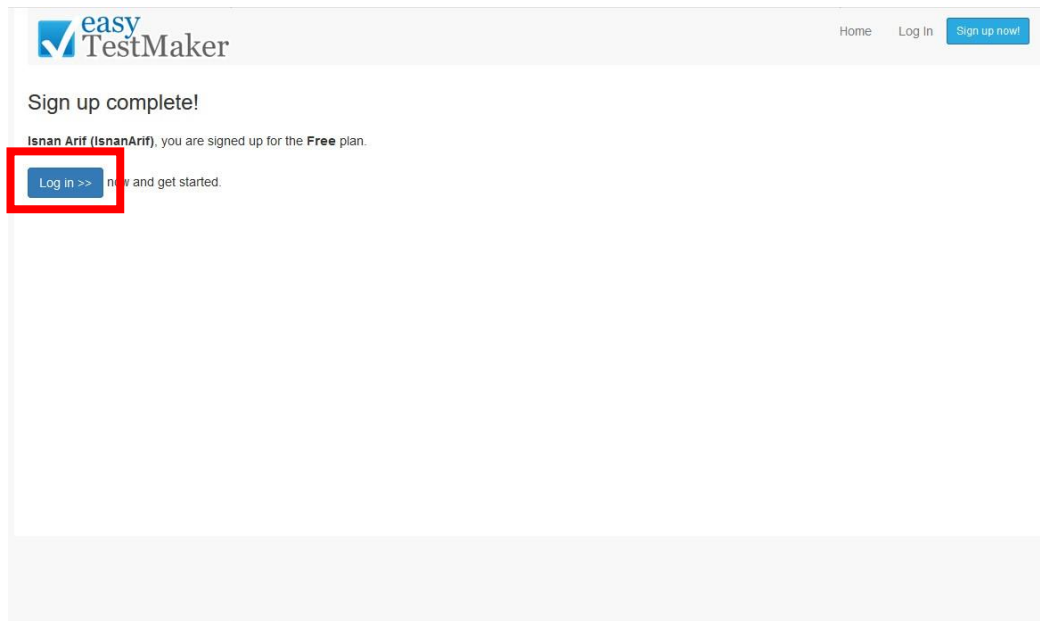 easy
TestMaker
Home Log In Sign up now!
Sign up complete!
Isnan Arif (IsnanArif), you are signed up for the Free plan.
Log in >> now and get started.